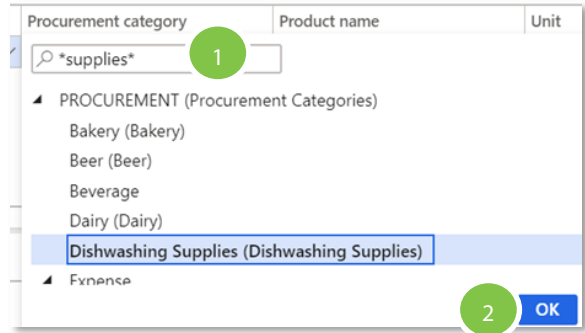 Procurement category Product name Unit
*supplies* 1
PROCUREMENT (Procurement Categories)
Bakery (Bakery)
Beer (Beer)
Beverage
Dairy (Dairy)
Dishwashing Supplies (Dishwashing Supplies)
Expense
2 OK